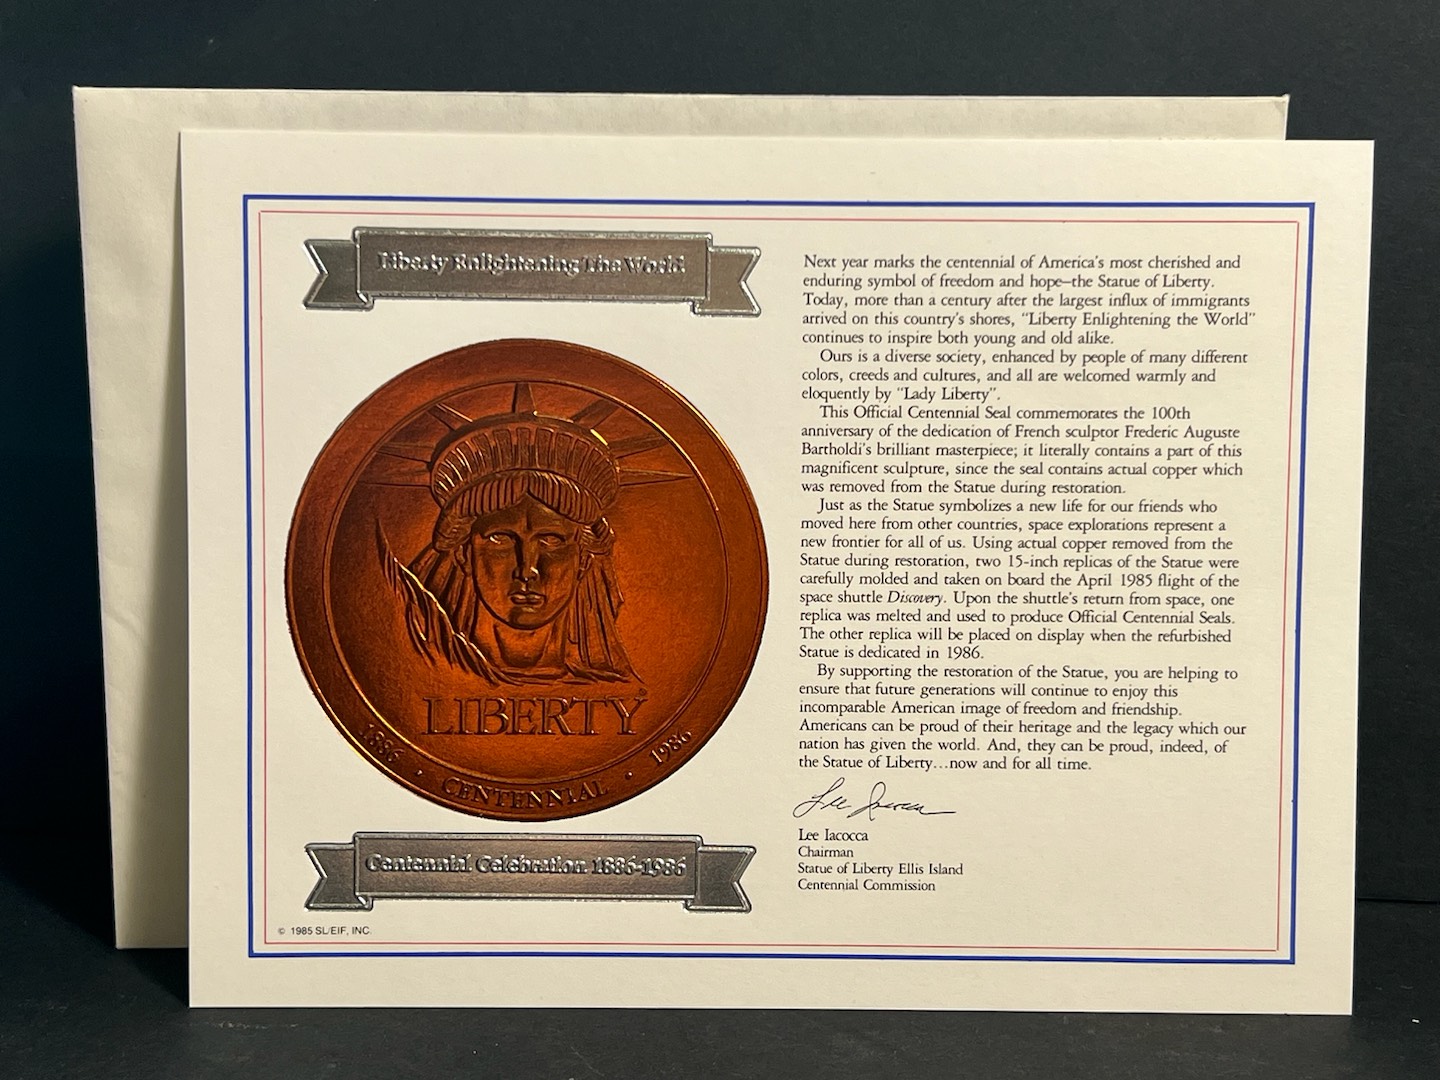 Liberty Enlightening The World
LIBERTY
1886 • CENTENNIAL • 1986
Centennial Celebration 1886-1986
© 1985 SL/EIF, INC.
Next year marks the centennial of America's most cherished and
enduring symbol of freedom and hope–the Statue of Liberty.
Today, more than a century after the largest influx of immigrants
arrived on this country's shores, "Liberty Enlightening the World"
continues to inspire both young and old alike.
Ours is a diverse society, enhanced by people of many different
colors, creeds and cultures, and all are welcomed warmly and
eloquently by "Lady Liberty".
This Official Centennial Seal commemorates the 100th
anniversary of the dedication of French sculptor Frederic Auguste
Bartholdi's brilliant masterpiece; it literally contains a part of this
magnificent sculpture, since the seal contains actual copper which
was removed from the Statue during restoration.
Just as the Statue symbolizes a new life for our friends who
moved here from other countries, space explorations represent a
new frontier for all of us. Using actual copper removed from the
Statue during restoration, two 15-inch replicas of the Statue were
carefully molded and taken on board the April 1985 flight of the
space shuttle Discovery. Upon the shuttle's return from space, one
replica was melted and used to produce Official Centennial Seals.
The other replica will be placed on display when the refurbished
Statue is dedicated in 1986.
By supporting the restoration of the Statue, you are helping to
ensure that future generations will continue to enjoy this
incomparable American image of freedom and friendship.
Americans can be proud of their heritage and the legacy which our
nation has given the world. And, they can be proud, indeed, of
the Statue of Liberty...now and for all time.
Lee Iacocca
Lee Iacocca
Chairman
Statue of Liberty Ellis Island
Centennial Commission